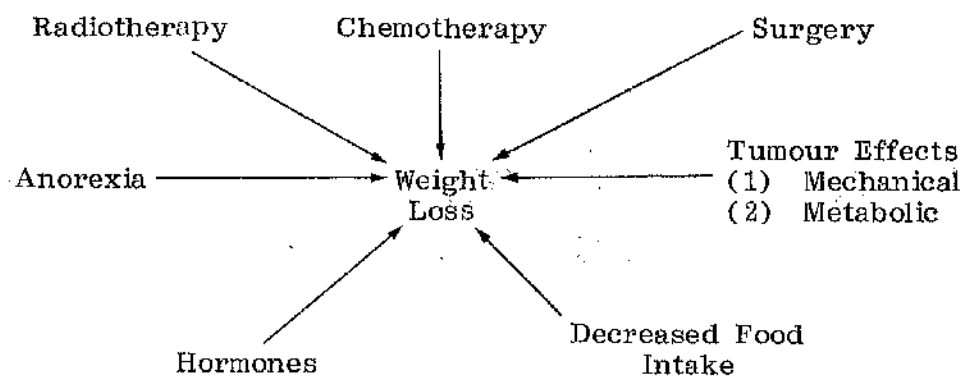 Radiotherapy
Chemotherapy
Surgery
Anorexia
Weight
Loss
Tumour Effects
(1) Mechanical
(2) Metabolic
Hormones
Decreased Food
Intake